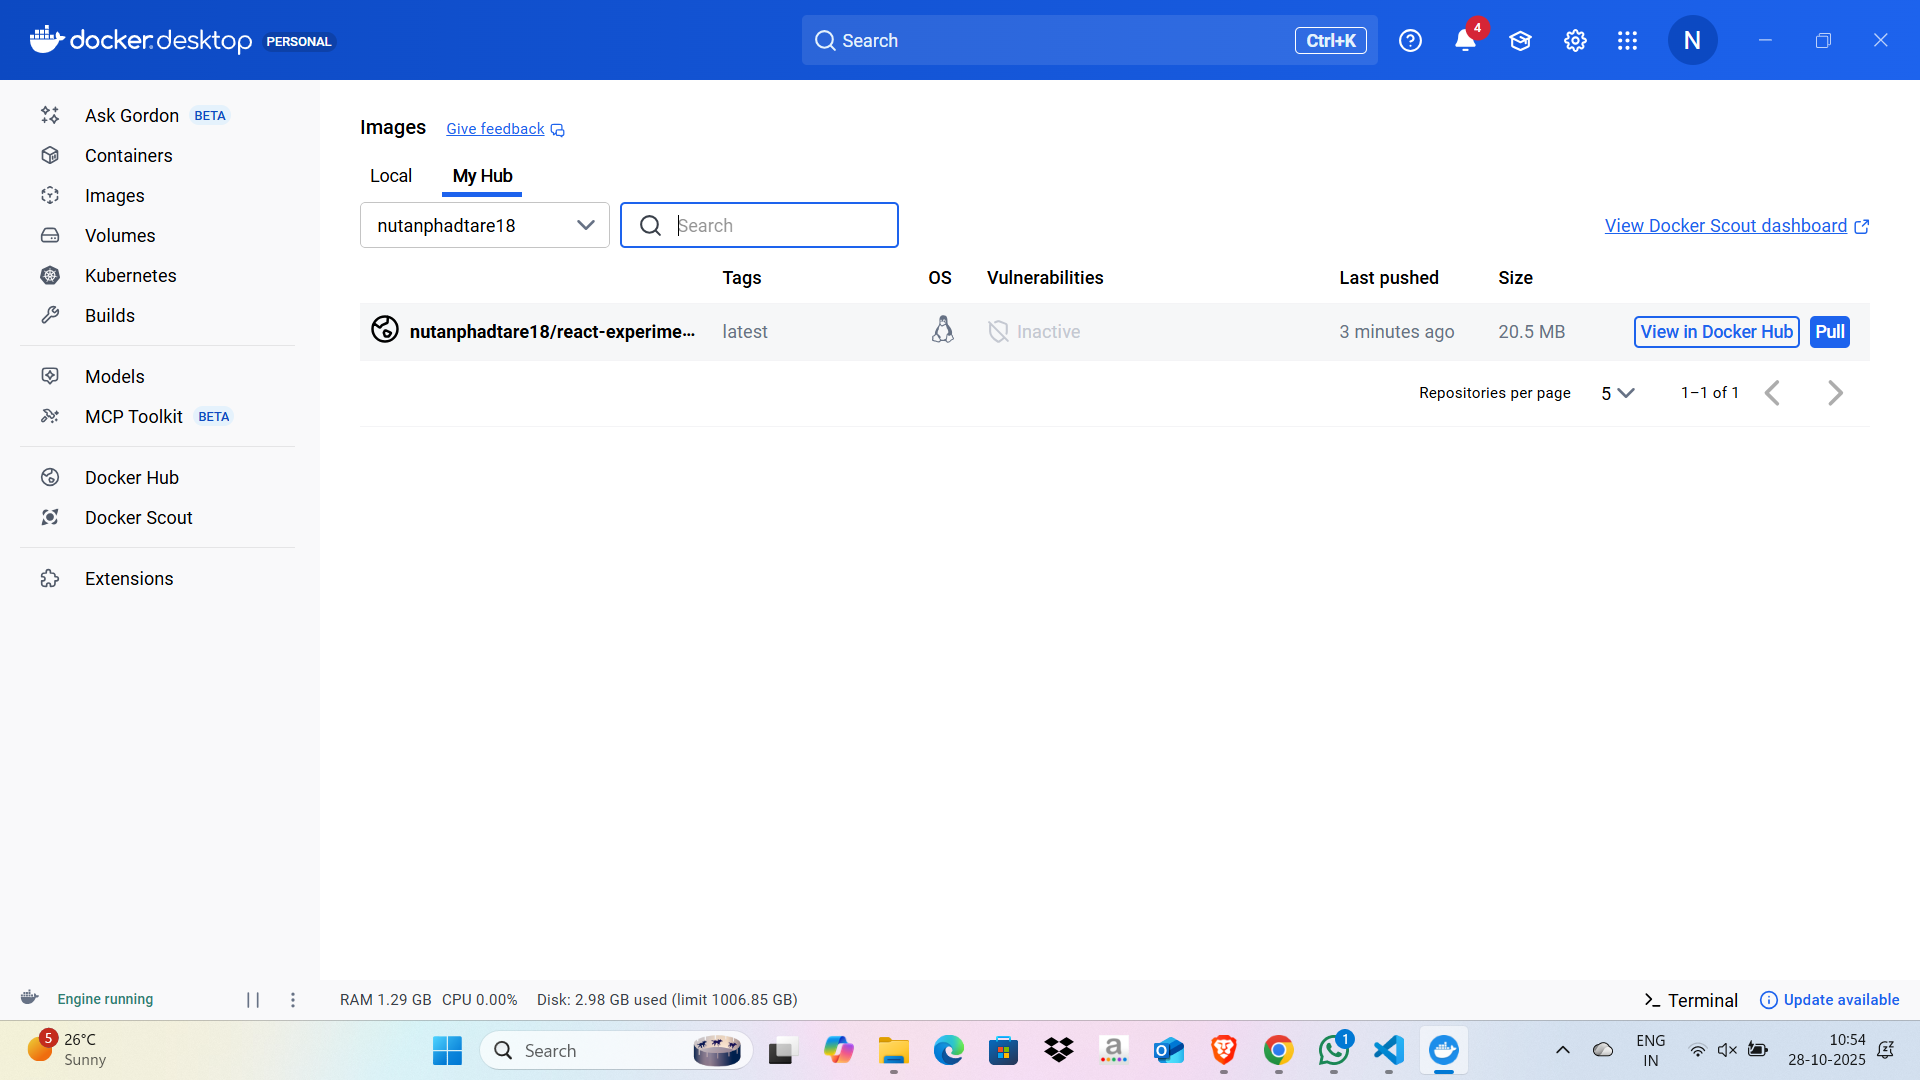 docker.desktop PERSONAL
Search Ctrl+K
4
N
Ask Gordon BETA
Containers
Images
Volumes
Kubernetes
Builds
Models
MCP Toolkit BETA
Docker Hub
Docker Scout
Extensions
Images Give feedback
Local My Hub
nutanphadtare18 Search View Docker Scout dashboard
Tags OS Vulnerabilities Last pushed Size
nutanphadtare18/react-experime... latest Inactive 3 minutes ago 20.5 MB View in Docker Hub Pull
Repositories per page 5 1–1 of 1
Engine running RAM 1.29 GB CPU 0.00% Disk: 2.98 GB used (limit 1006.85 GB) Terminal Update available
5 26°C
Sunny
Search
a
1
ENG
IN
10:54
28-10-2025